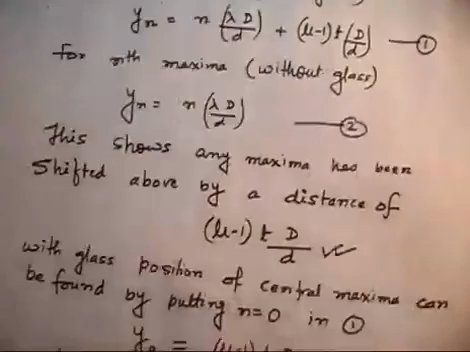 yn = n (λD/d) + (μ-1) t (D/d) — ①
for nth maxima (without glass)
yn = n (λD/d) — ②
This shows any maxima has been
Shifted above by a distance of
(μ-1) t D/d
with glass position of central maxima can
be found by putting n=0 in ①
y0 =